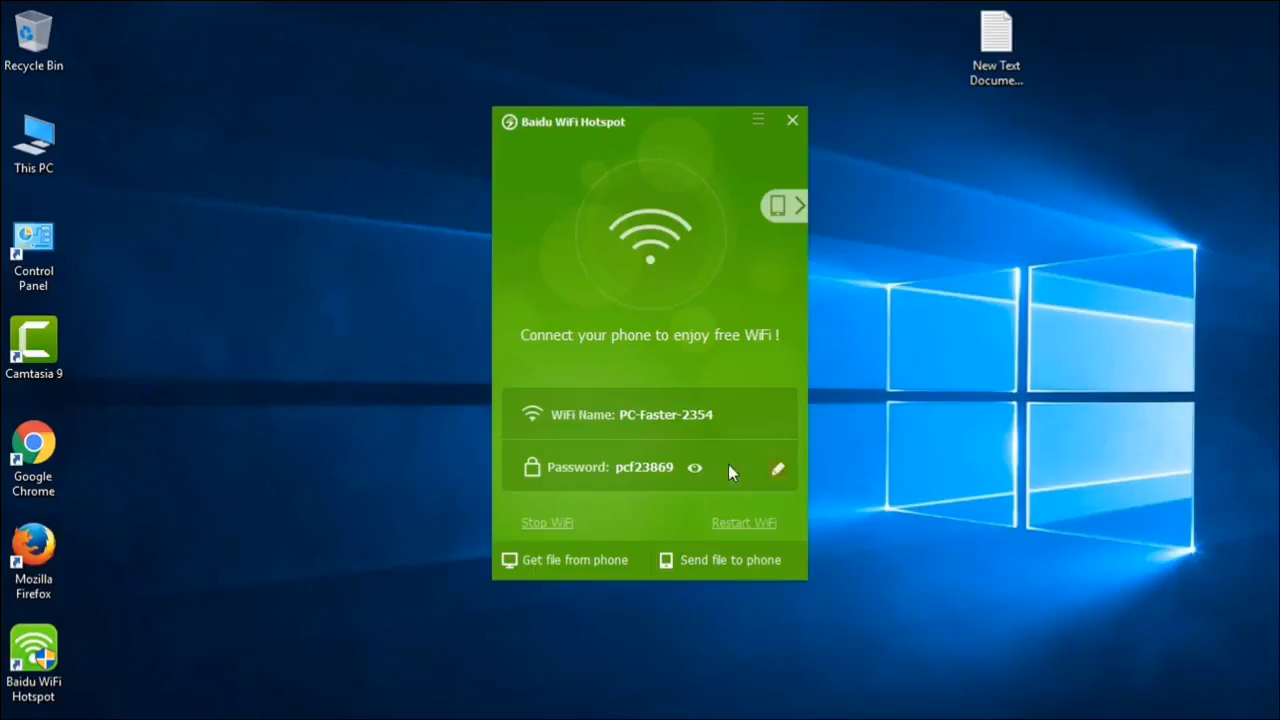 Recycle Bin
This PC
Control
Panel
Camtasia 9
Google
Chrome
Mozilla
Firefox
Baidu WiFi
Hotspot
New Text
Docume...
Baidu WiFi Hotspot
Connect your phone to enjoy free WiFi !
WiFi Name: PC-Faster-2354
Password: pcf23869
Stop WiFi
Restart WiFi
Get file from phone
Send file to phone